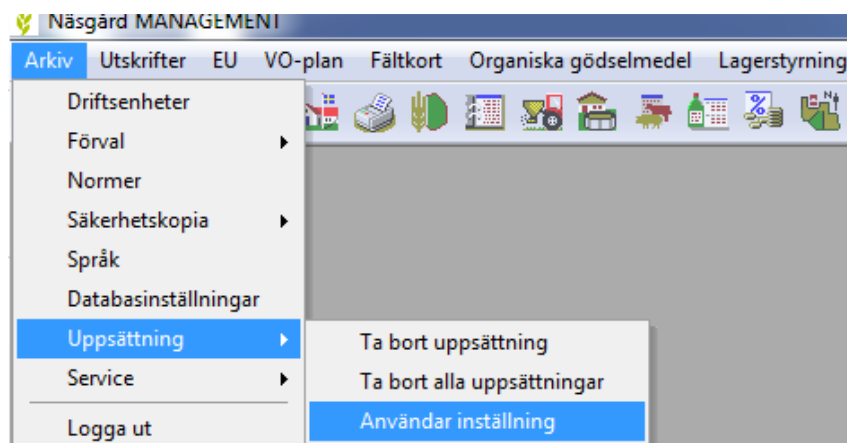 Näsgård MANAGEMENT
Arkiv Utskrifter EU VO-plan Fältkort Organiska gödselmedel Lagerstyrning
Driftsenheter
Förval
Normer
Säkerhetskopia
Språk
Databasinställningar
Uppsättning
Ta bort uppsättning
Service
Ta bort alla uppsättningar
Logga ut
Användar inställning